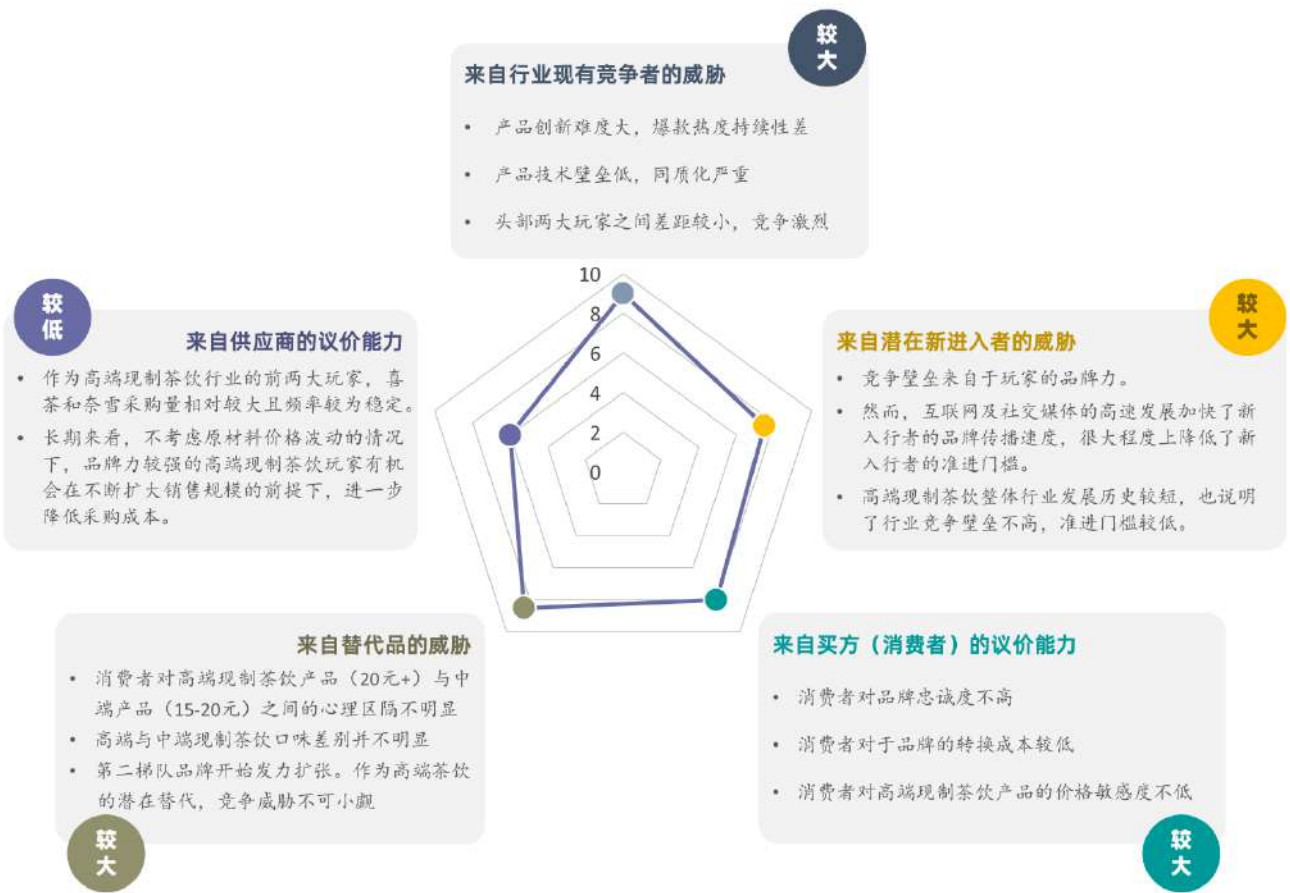 较
大
来自行业现有竞争者的威胁
• 产品创新难度大，爆款热度持续性差
• 产品技术壁垒低，同质化严重
• 头部两大玩家之间差距较小，竞争激烈
10
8
6
4
2
0
较
低
来自供应商的议价能力
• 作为高端现制茶饮行业的前两大玩家，喜
茶和奈雪采购量相对较大且频率较为稳定。
• 长期来看，不考虑原材料价格波动的情况
下，品牌力较强的高端现制茶饮玩家有机
会在不断扩大销售规模的前提下，进一步
降低采购成本。
较
大
来自潜在新进入者的威胁
• 竞争壁垒来自于玩家的品牌力。
• 然而，互联网及社交媒体的高速发展加快了新
入行者的品牌传播速度，很大程度上降低了新
入行者的准进门槛。
• 高端现制茶饮整体行业发展历史较短，也说明
了行业竞争壁垒不高，准进门槛较低。
来自替代品的威胁
• 消费者对高端现制茶饮产品（20元+）与中
端产品（15-20元）之间的心理区隔不明显
• 高端与中端现制茶饮口味差别并不明显
• 第二梯队品牌开始发力扩张。作为高端茶饮
的潜在替代，竞争威胁不可小觑
较
大
来自买方（消费者）的议价能力
• 消费者对品牌忠诚度不高
• 消费者对于品牌的转换成本较低
• 消费者对高端现制茶饮产品的价格敏感度不低
较
大